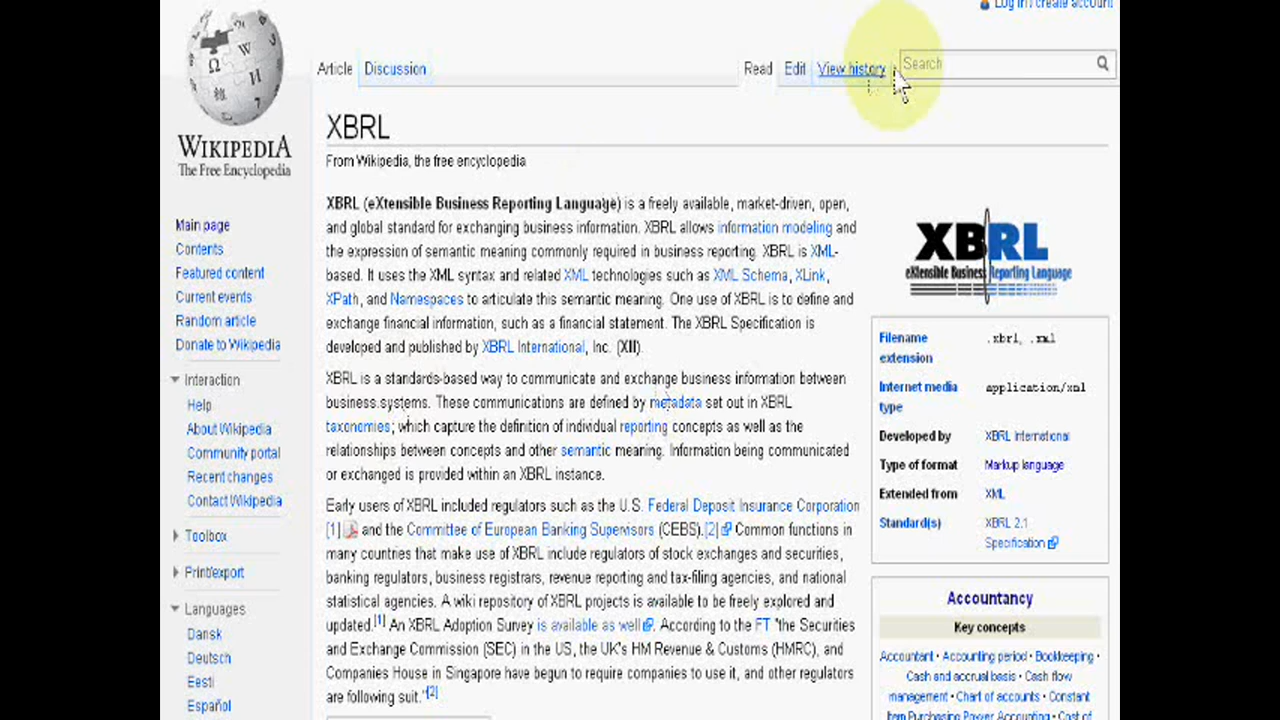 Log in / create account
Article
Discussion
Read
Edit
View history
Search
WIKIPEDIA
The Free Encyclopedia
Main page
Contents
Featured content
Current events
Random article
Donate to Wikipedia
Interaction
Help
About Wikipedia
Community portal
Recent changes
Contact Wikipedia
Toolbox
Print/export
Languages
Dansk
Deutsch
Eesti
Español
XBRL
From Wikipedia, the free encyclopedia
XBRL (eXtensible Business Reporting Language) is a freely available, market-driven, open,
and global standard for exchanging business information. XBRL allows information modeling and
the expression of semantic meaning commonly required in business reporting. XBRL is XML-
based. It uses the XML syntax and related XML technologies such as XML Schema, XLink,
XPath, and Namespaces to articulate this semantic meaning. One use of XBRL is to define and
exchange financial information, such as a financial statement. The XBRL Specification is
developed and published by XBRL International, Inc. (XII).
XBRL is a standards-based way to communicate and exchange business information between
business systems. These communications are defined by metadata set out in XBRL
taxonomies, which capture the definition of individual reporting concepts as well as the
relationships between concepts and other semantic meaning. Information being communicated
or exchanged is provided within an XBRL instance.
Early users of XBRL included regulators such as the U.S. Federal Deposit Insurance Corporation
[1] and the Committee of European Banking Supervisors (CEBS).[2] Common functions in
many countries that make use of XBRL include regulators of stock exchanges and securities,
banking regulators, business registrars, revenue reporting and tax-filing agencies, and national
statistical agencies. A wiki repository of XBRL projects is available to be freely explored and
updated.[1] An XBRL Adoption Survey is available as well. According to the FT "the Securities
and Exchange Commission (SEC) in the US, the UK's HM Revenue & Customs (HMRC), and
Companies House in Singapore have begun to require companies to use it, and other regulators
are following suit."[2]
XBRL
eXtensible Business Reporting Language
Filename extension .xbrl, .xml
Internet media type application/xml
Developed by XBRL International
Type of format Markup language
Extended from XML
Standard(s) XBRL 2.1
Specification
Accountancy
Key concepts
Accountant · Accounting period · Bookkeeping ·
Cash and accrual basis · Cash flow
management · Chart of accounts · Constant
Item Purchasing Power Accounting · Cost of